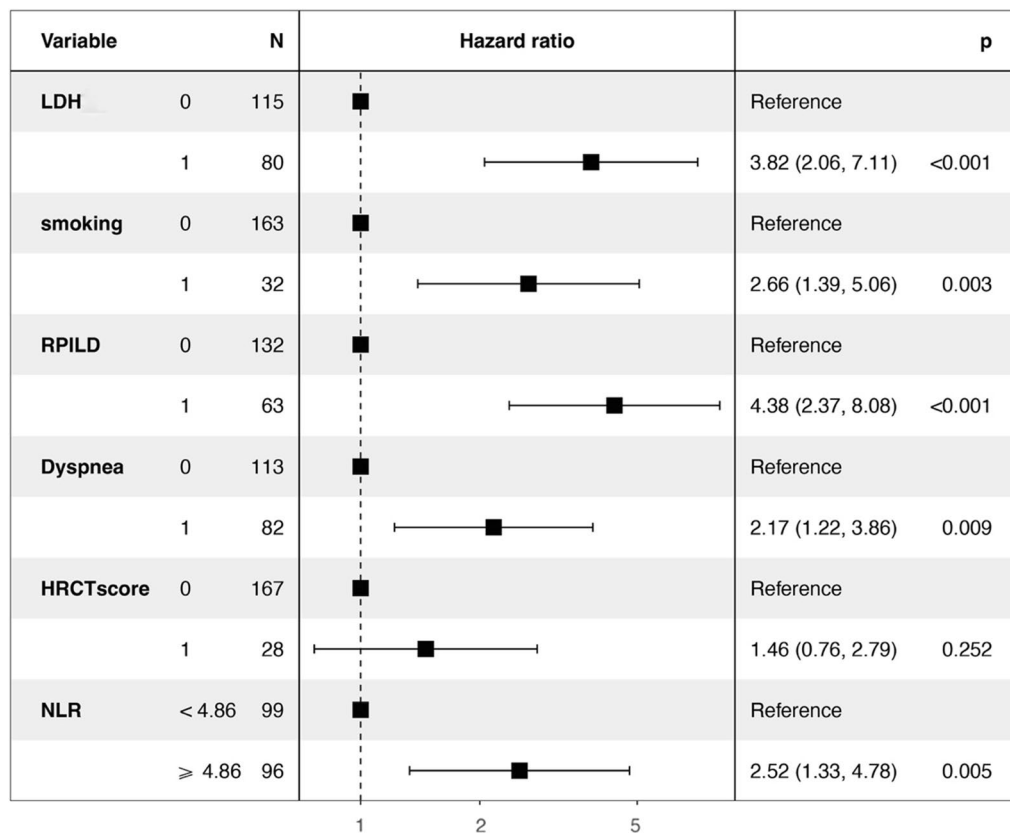 Variable N Hazard ratio p
LDH 0 115 Reference
1 80 3.82 (2.06, 7.11) <0.001
smoking 0 163 Reference
1 32 2.66 (1.39, 5.06) 0.003
RPILD 0 132 Reference
1 63 4.38 (2.37, 8.08) <0.001
Dyspnea 0 113 Reference
1 82 2.17 (1.22, 3.86) 0.009
HRCTscore 0 167 Reference
1 28 1.46 (0.76, 2.79) 0.252
NLR < 4.86 99 Reference
⩾ 4.86 96 2.52 (1.33, 4.78) 0.005
1 2 5